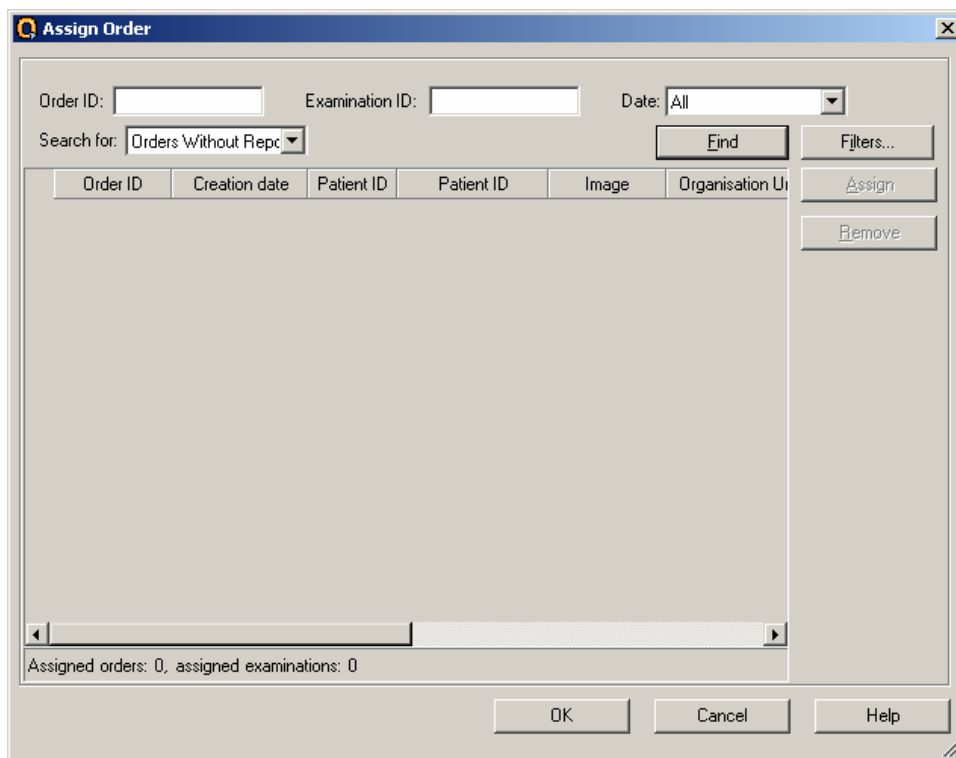 Assign Order
Order ID: Examination ID: Date: All
Search for: Orders Without Repo Find Filters...
Order ID Creation date Patient ID Patient ID Image Organisation Un Assign
Remove
Assigned orders: 0, assigned examinations: 0
OK Cancel Help